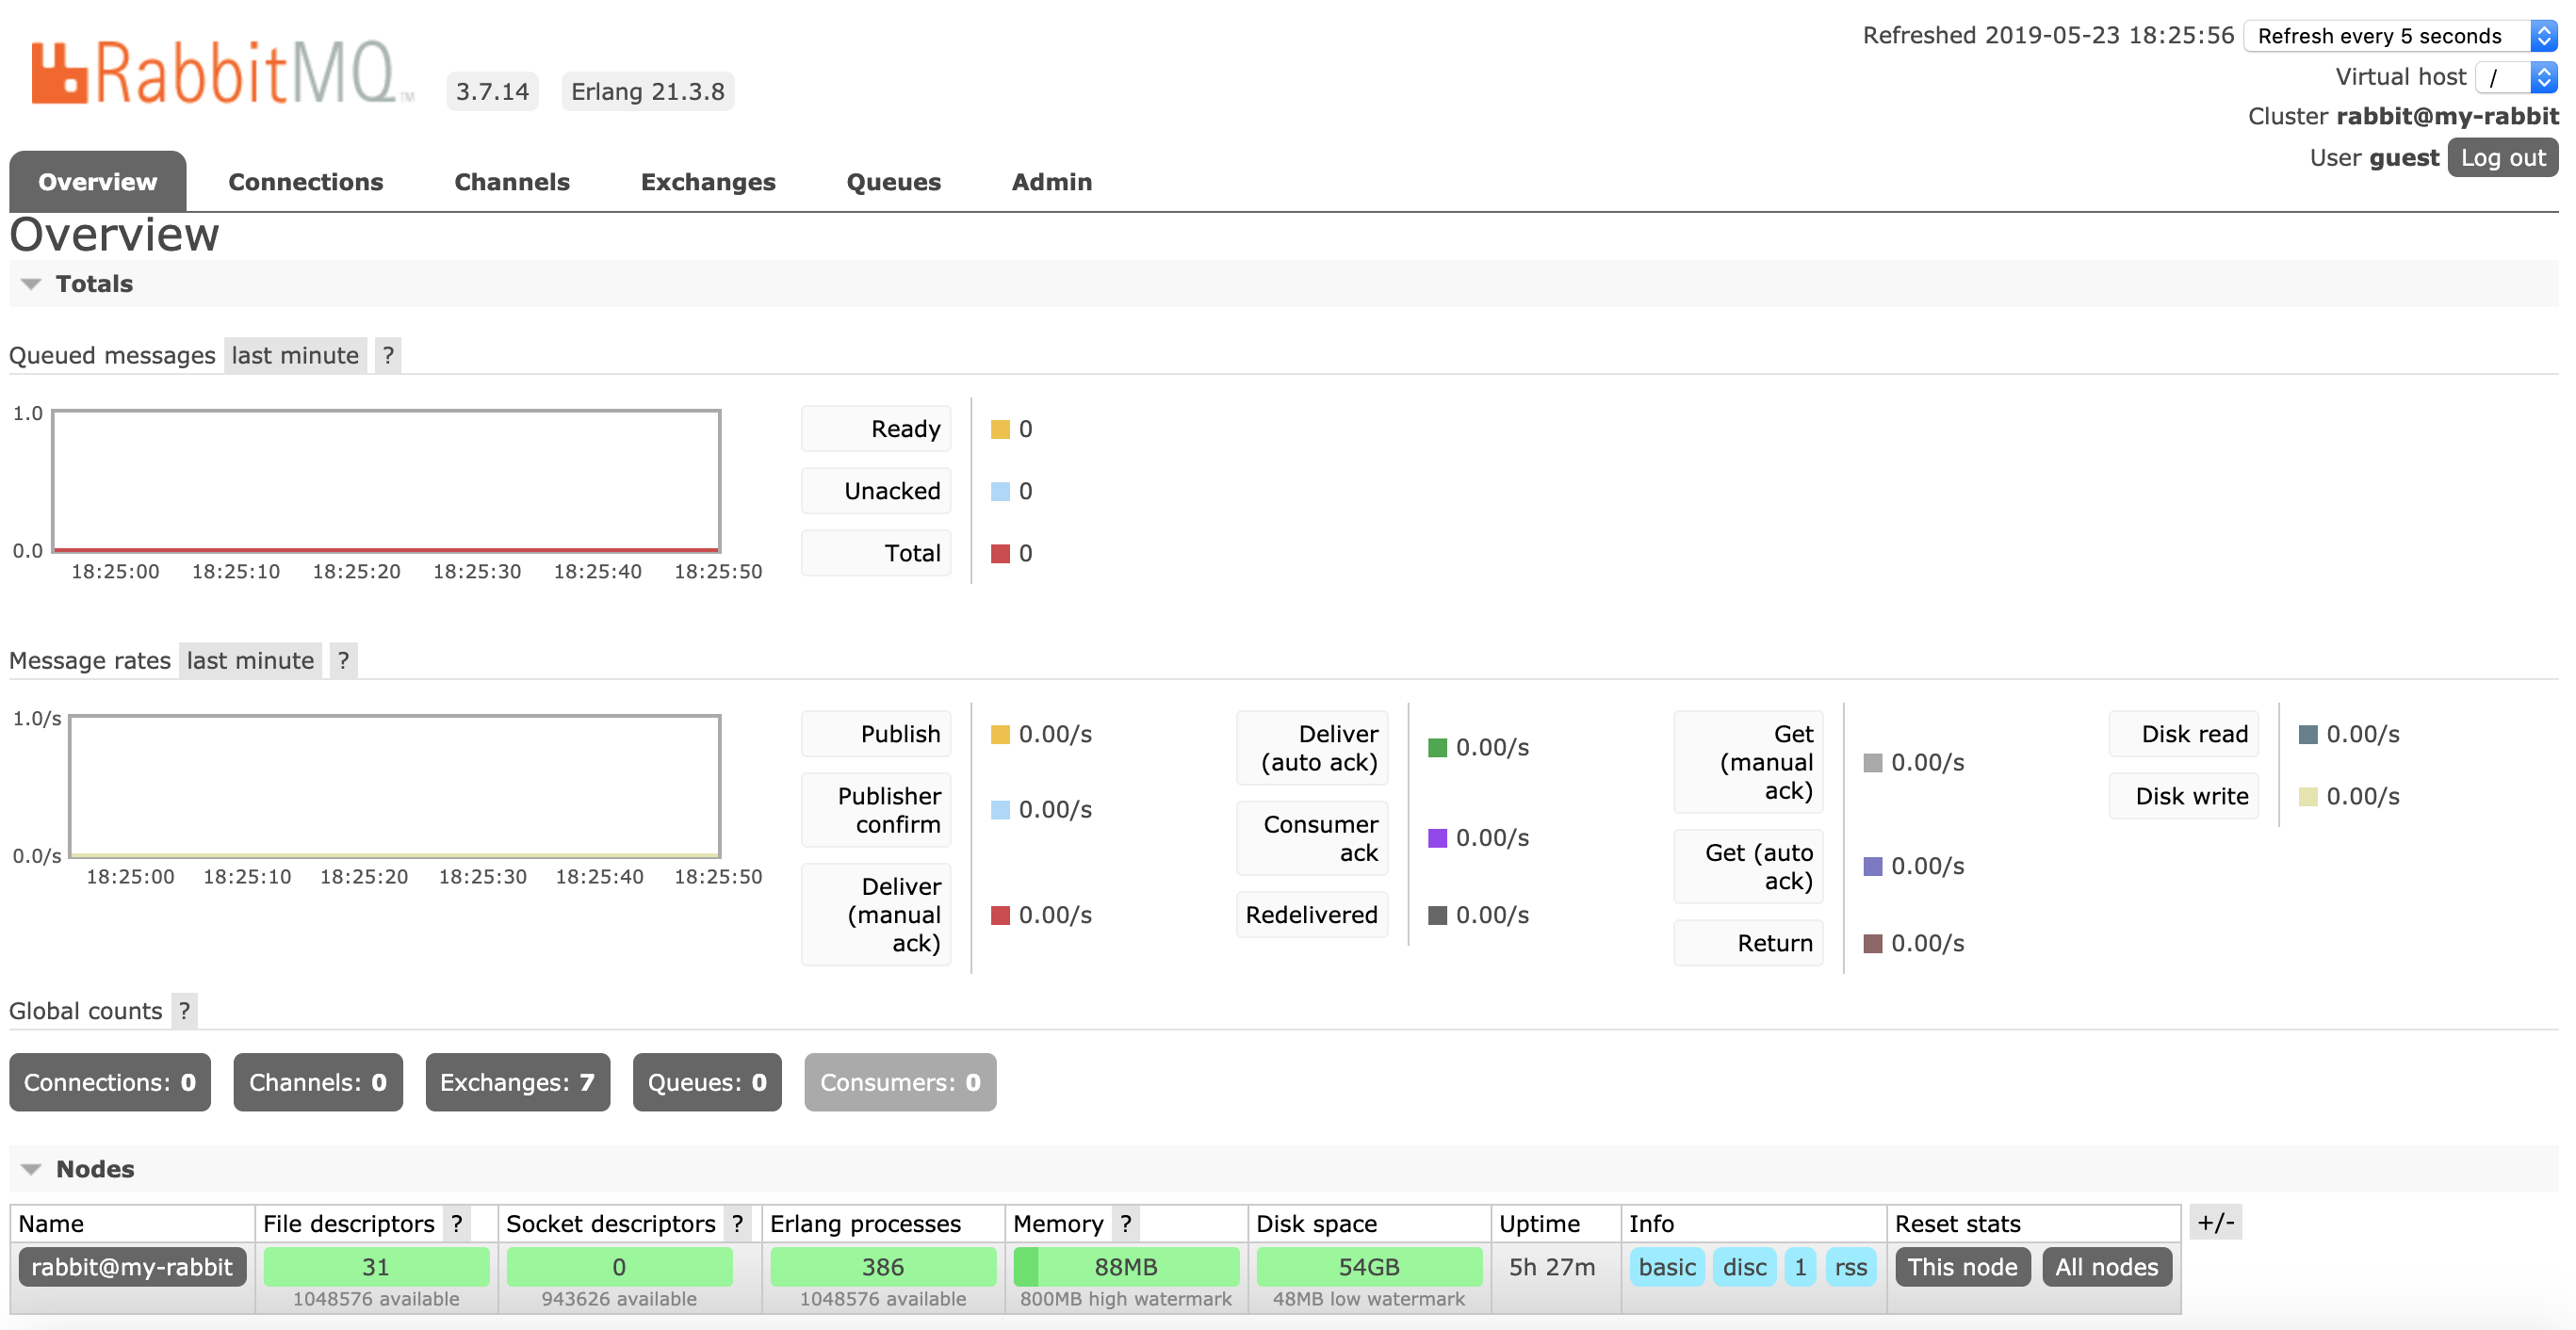 RabbitMQ™ 3.7.14 Erlang 21.3.8
Refreshed 2019-05-23 18:25:56 Refresh every 5 seconds
Virtual host /
Cluster rabbit@my-rabbit
User guest Log out
Overview Connections Channels Exchanges Queues Admin
Overview
Totals
Queued messages last minute ?
1.0
0.0
18:25:00 18:25:10 18:25:20 18:25:30 18:25:40 18:25:50
Ready 0
Unacked 0
Total 0
Message rates last minute ?
1.0/s
0.0/s
18:25:00 18:25:10 18:25:20 18:25:30 18:25:40 18:25:50
Publish 0.00/s
Publisher
confirm 0.00/s
Deliver
(manual
ack) 0.00/s
Deliver
(auto ack) 0.00/s
Consumer
ack 0.00/s
Redelivered 0.00/s
Get
(manual
ack) 0.00/s
Get (auto
ack) 0.00/s
Return 0.00/s
Disk read 0.00/s
Disk write 0.00/s
Global counts ?
Connections: 0 Channels: 0 Exchanges: 7 Queues: 0 Consumers: 0
Nodes
Name File descriptors ? Socket descriptors ? Erlang processes Memory ? Disk space Uptime Info Reset stats +/-
rabbit@my-rabbit 31 0 386 88MB 54GB 5h 27m basic disc 1 rss This node All nodes
1048576 available 943626 available 1048576 available 800MB high watermark 48MB low watermark